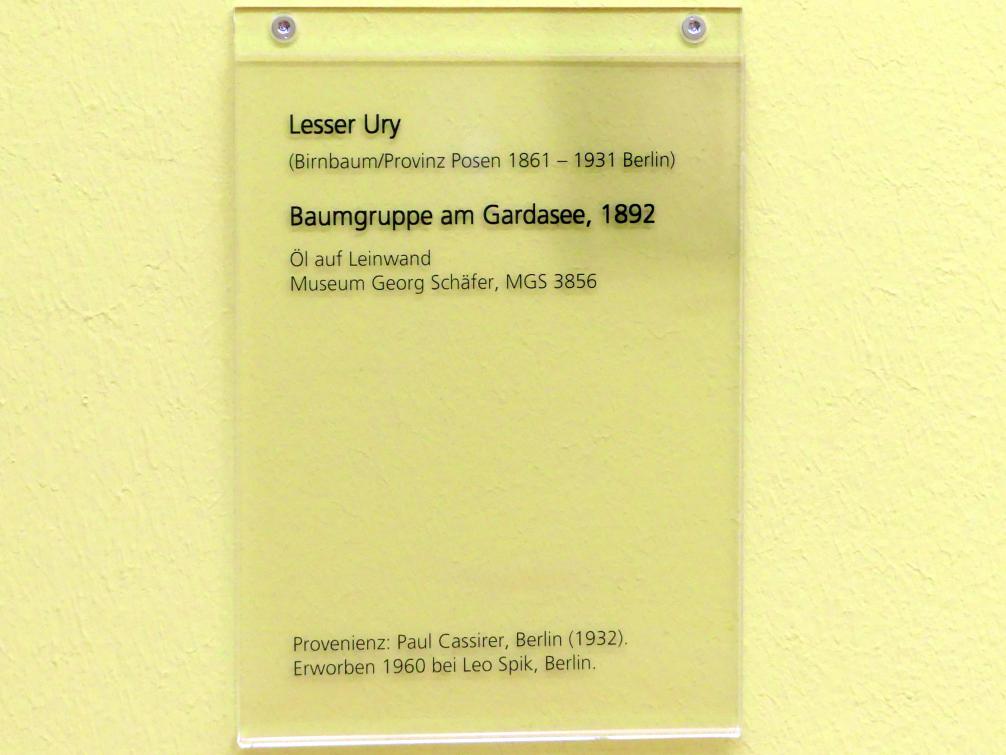 Lesser Ury
(Birnbaum/Provinz Posen 1861 – 1931 Berlin)
Baumgruppe am Gardasee, 1892
Öl auf Leinwand
Museum Georg Schäfer, MGS 3856
Provenienz: Paul Cassirer, Berlin (1932).
Erworben 1960 bei Leo Spik, Berlin.